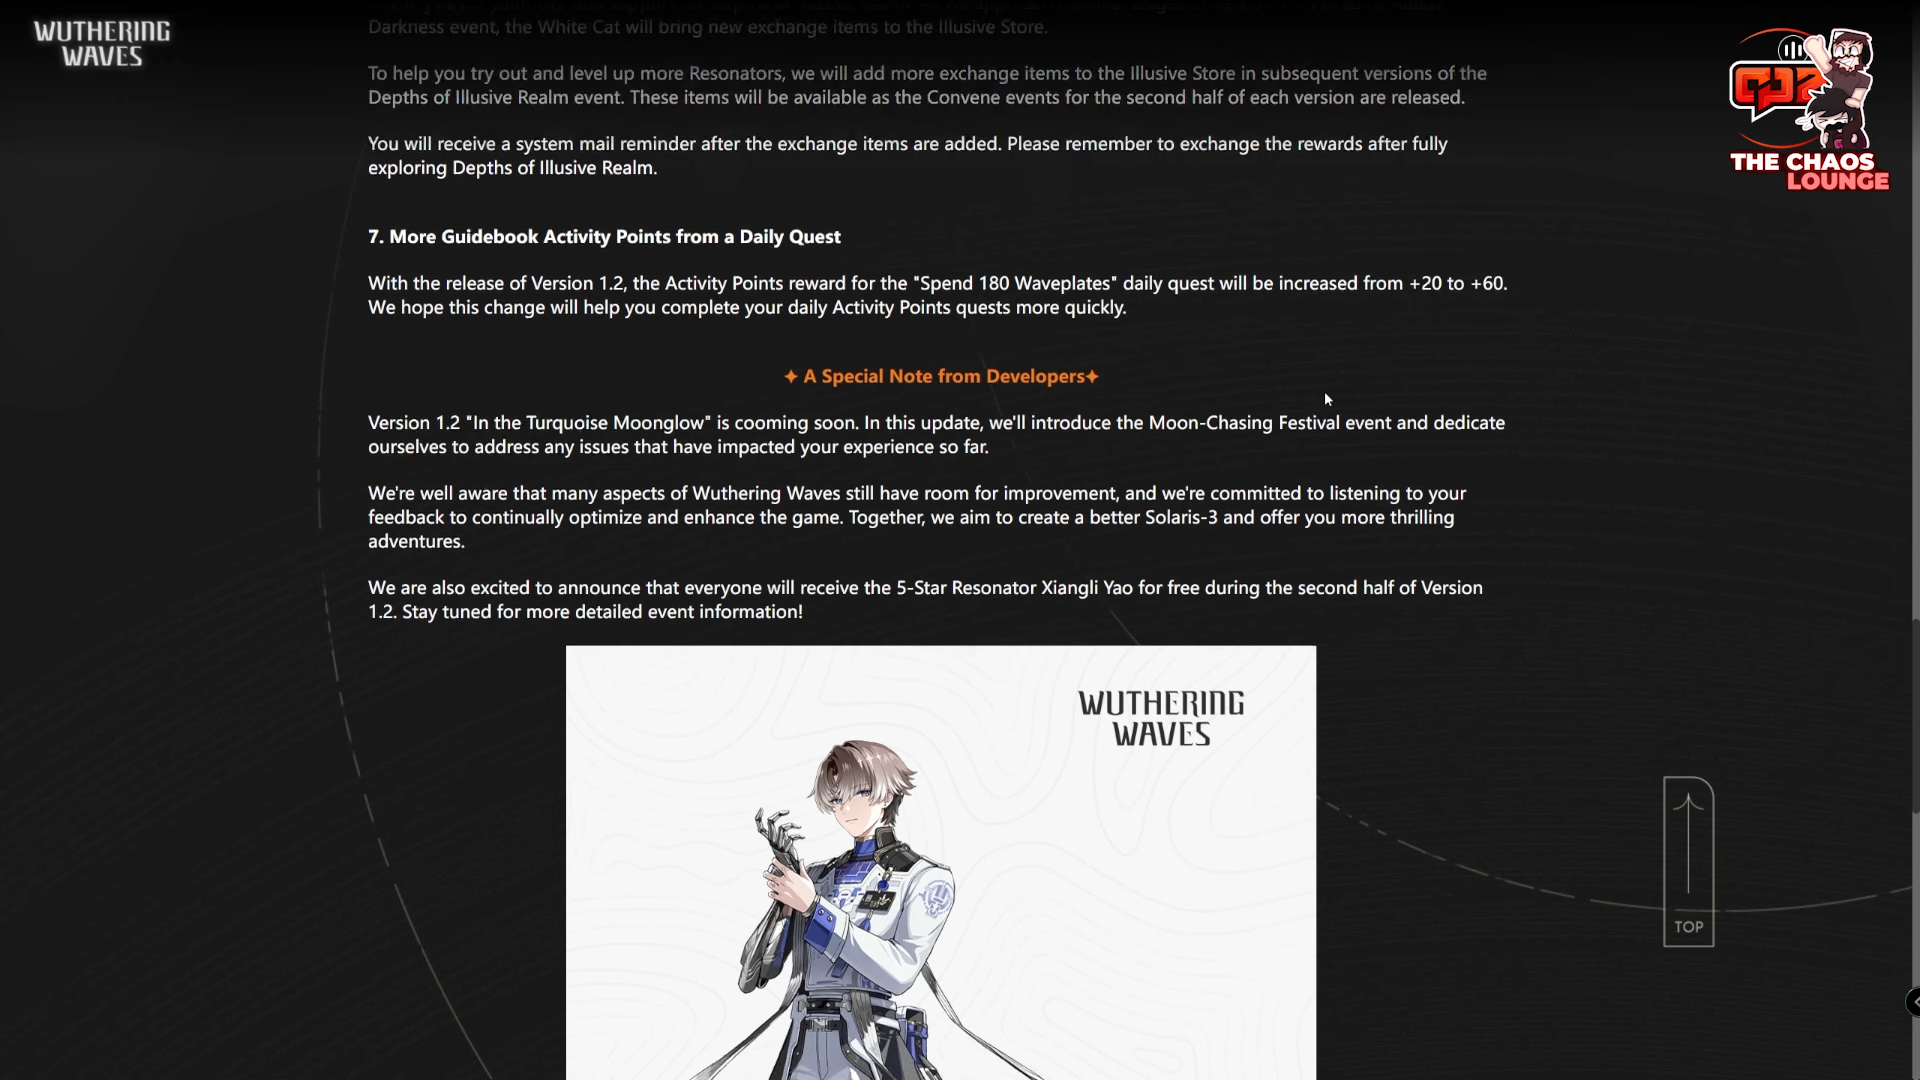 WUTHERING
WAVES
Darkness event, the White Cat will bring new exchange items to the Illusive Store.
To help you try out and level up more Resonators, we will add more exchange items to the Illusive Store in subsequent versions of the
Depths of Illusive Realm event. These items will be available as the Convene events for the second half of each version are released.
You will receive a system mail reminder after the exchange items are added. Please remember to exchange the rewards after fully
exploring Depths of Illusive Realm.
THE CHAOS
LOUNGE
7. More Guidebook Activity Points from a Daily Quest
With the release of Version 1.2, the Activity Points reward for the "Spend 180 Waveplates" daily quest will be increased from +20 to +60.
We hope this change will help you complete your daily Activity Points quests more quickly.
✦ A Special Note from Developers✦
Version 1.2 "In the Turquoise Moonglow" is cooming soon. In this update, we'll introduce the Moon-Chasing Festival event and dedicate
ourselves to address any issues that have impacted your experience so far.
We're well aware that many aspects of Wuthering Waves still have room for improvement, and we're committed to listening to your
feedback to continually optimize and enhance the game. Together, we aim to create a better Solaris-3 and offer you more thrilling
adventures.
We are also excited to announce that everyone will receive the 5-Star Resonator Xiangli Yao for free during the second half of Version
1.2. Stay tuned for more detailed event information!
WUTHERING
WAVES
TOP